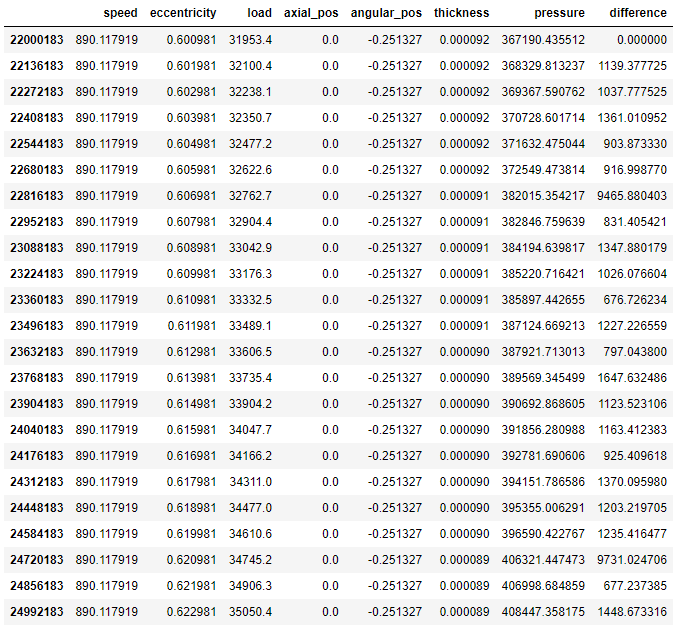 speed eccentricity load axial_pos angular_pos thickness pressure difference
22000183 890.117919 0.600981 31953.4 0.0 -0.251327 0.000092 367190.435512 0.000000
22136183 890.117919 0.601981 32100.4 0.0 -0.251327 0.000092 368329.813237 1139.377725
22272183 890.117919 0.602981 32238.1 0.0 -0.251327 0.000092 369367.590762 1037.777525
22408183 890.117919 0.603981 32350.7 0.0 -0.251327 0.000092 370728.601714 1361.010952
22544183 890.117919 0.604981 32477.2 0.0 -0.251327 0.000092 371632.475044 903.873330
22680183 890.117919 0.605981 32622.6 0.0 -0.251327 0.000092 372549.473814 916.998770
22816183 890.117919 0.606981 32762.7 0.0 -0.251327 0.000091 382015.354217 9465.880403
22952183 890.117919 0.607981 32904.4 0.0 -0.251327 0.000091 382846.759639 831.405421
23088183 890.117919 0.608981 33042.9 0.0 -0.251327 0.000091 384194.639817 1347.880179
23224183 890.117919 0.609981 33176.3 0.0 -0.251327 0.000091 385220.716421 1026.076604
23360183 890.117919 0.610981 33332.5 0.0 -0.251327 0.000091 385897.442655 676.726234
23496183 890.117919 0.611981 33489.1 0.0 -0.251327 0.000091 387124.669213 1227.226559
23632183 890.117919 0.612981 33606.5 0.0 -0.251327 0.000090 387921.713013 797.043800
23768183 890.117919 0.613981 33735.4 0.0 -0.251327 0.000090 389569.345499 1647.632486
23904183 890.117919 0.614981 33904.2 0.0 -0.251327 0.000090 390692.868605 1123.523106
24040183 890.117919 0.615981 34047.7 0.0 -0.251327 0.000090 391856.280988 1163.412383
24176183 890.117919 0.616981 34166.2 0.0 -0.251327 0.000090 392781.690606 925.409618
24312183 890.117919 0.617981 34311.0 0.0 -0.251327 0.000090 394151.786586 1370.095980
24448183 890.117919 0.618981 34477.0 0.0 -0.251327 0.000090 395355.006291 1203.219705
24584183 890.117919 0.619981 34610.6 0.0 -0.251327 0.000090 396590.422767 1235.416477
24720183 890.117919 0.620981 34745.2 0.0 -0.251327 0.000089 406321.447473 9731.024706
24856183 890.117919 0.621981 34906.3 0.0 -0.251327 0.000089 406998.684859 677.237385
24992183 890.117919 0.622981 35050.4 0.0 -0.251327 0.000089 408447.358175 1448.673316